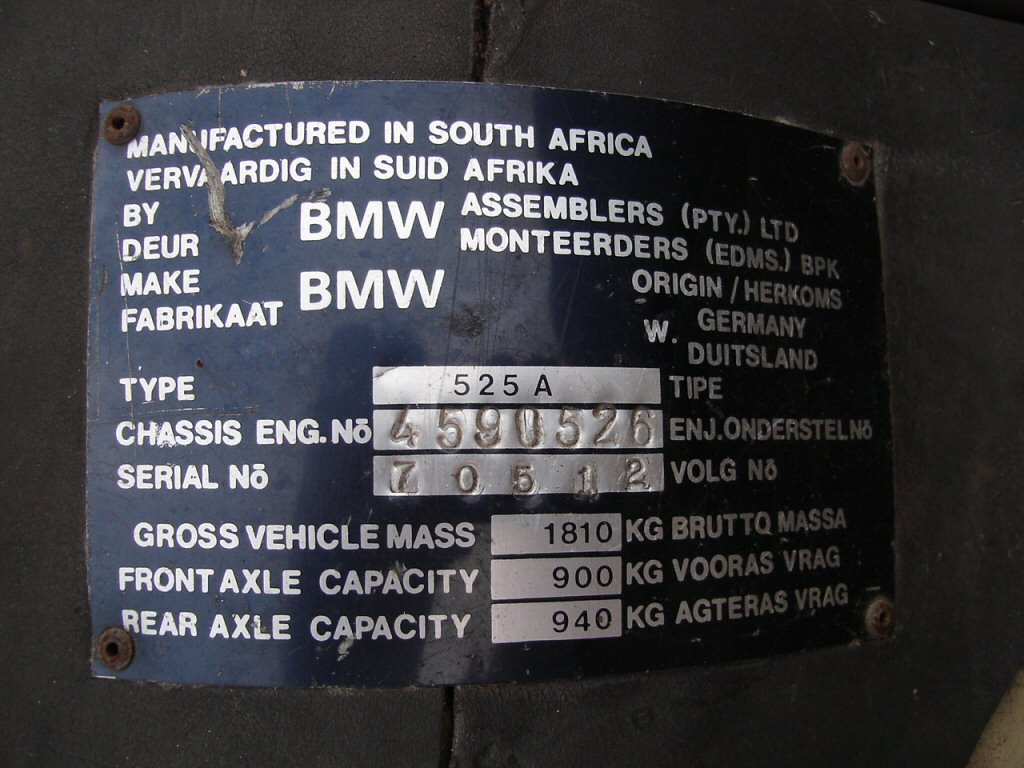 MANUFACTURED IN SOUTH AFRICA
VERVAARDIG IN SUID AFRIKA
BY BMW ASSEMBLERS (PTY.) LTD
DEUR MONTEERDERS (EDMS.) BPK
MAKE BMW ORIGIN / HERKOMS
FABRIKAAT W. GERMANY
DUITSLAND
TYPE 525 A TIPE
CHASSIS ENG. Nō 4590526 ENJ. ONDERSTEL Nō
SERIAL Nō Z0512 VOLG Nō
GROSS VEHICLE MASS 1810 KG BRUTTO MASSA
FRONT AXLE CAPACITY 900 KG VOORAS VRAG
REAR AXLE CAPACITY 940 KG AGTERAS VRAG